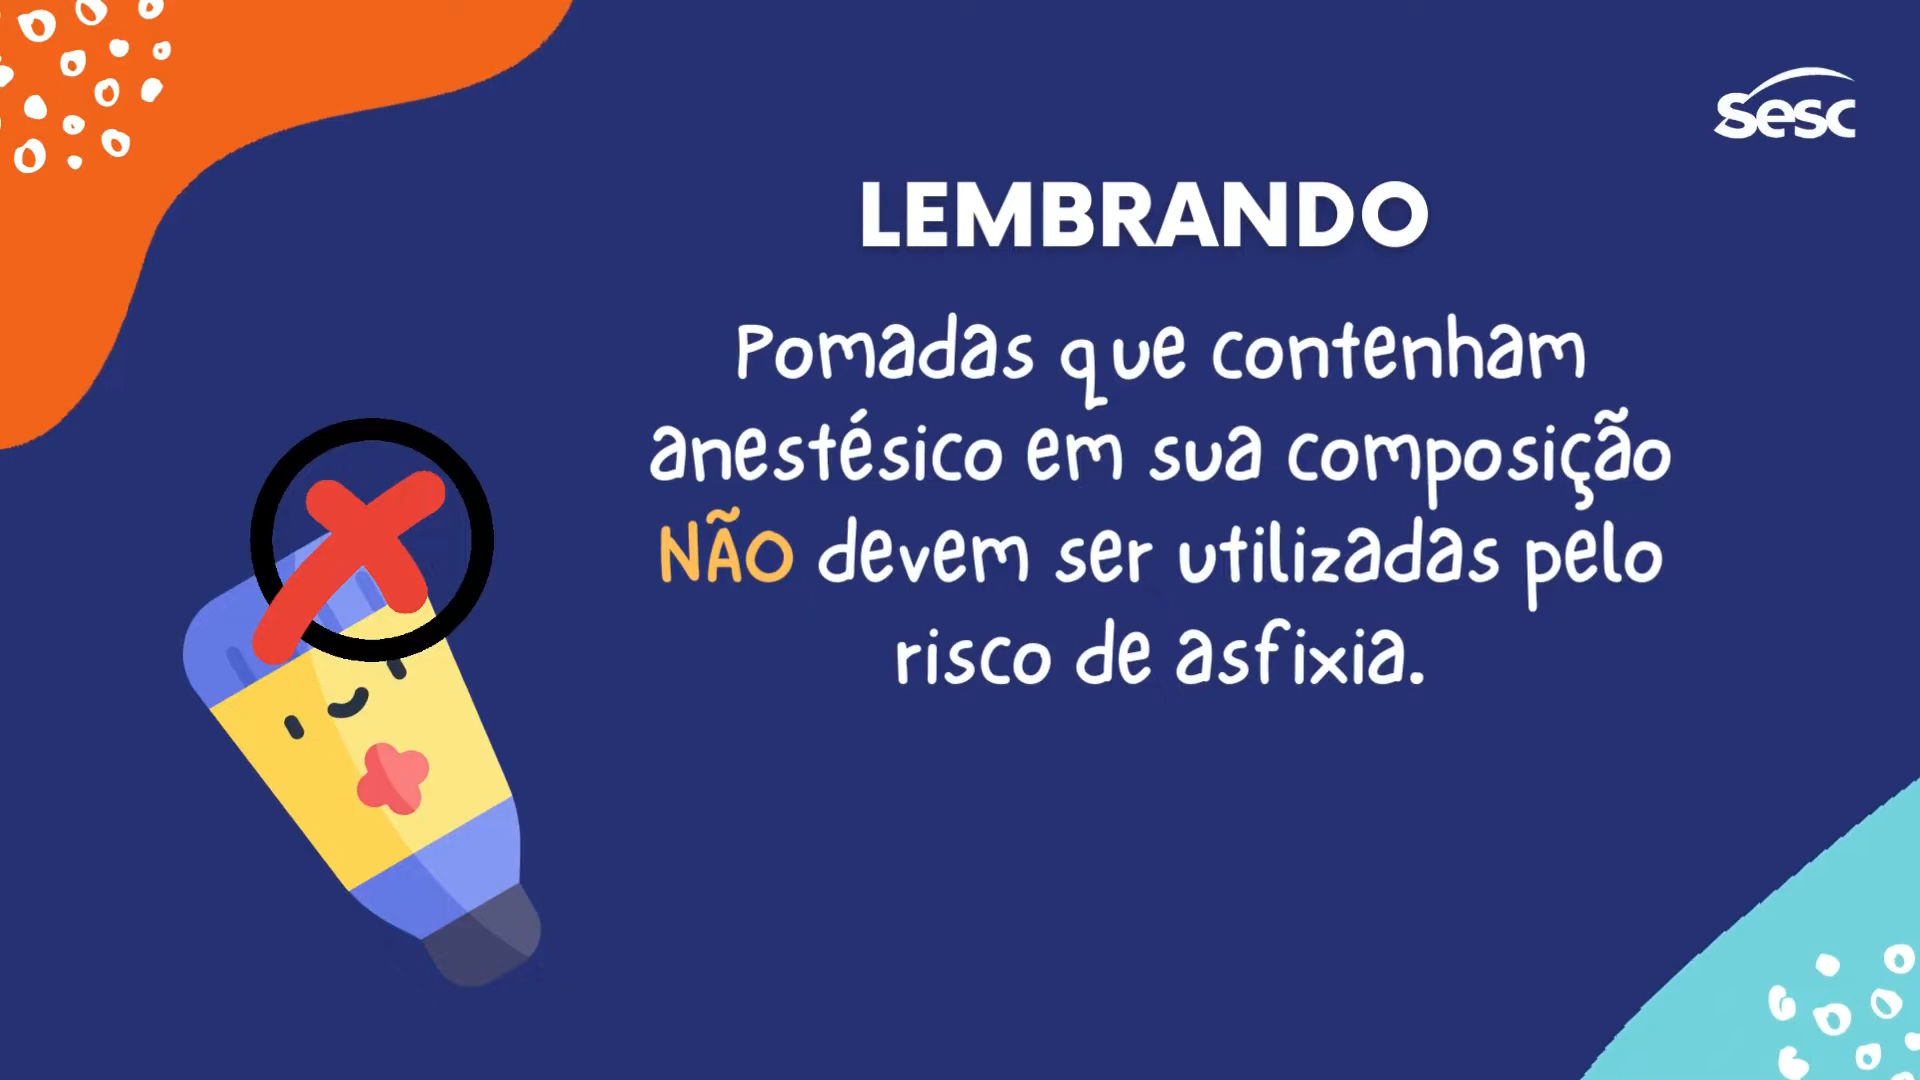 Sesc
LEMBRANDO
Pomadas que contenham
anestésico em sua composição
NÃO devem ser utilizadas pelo
risco de asfixia.